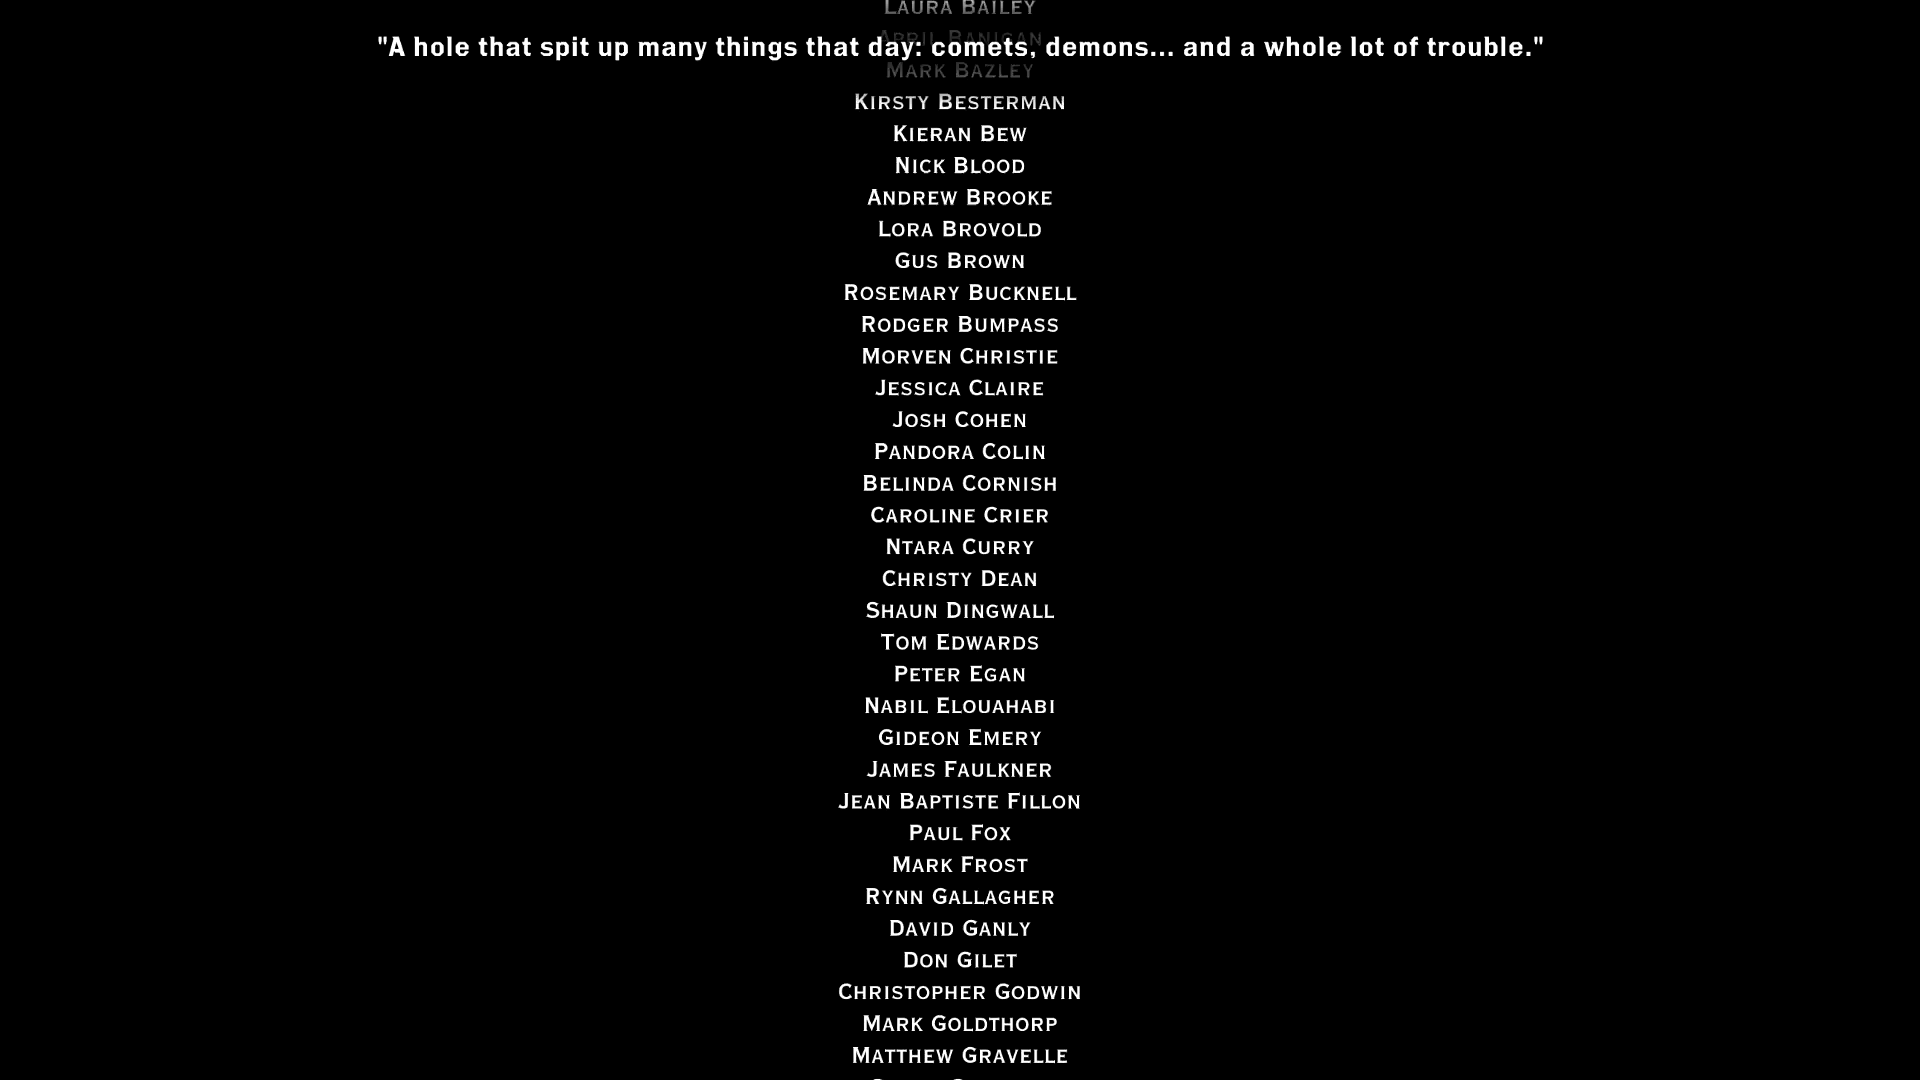 LAURA BAILEY
APRIL BANIGAN
"A hole that spit up many things that day: comets, demons... and a whole lot of trouble."
MARK BAZLEY
KIRSTY BESTERMAN
KIERAN BEW
NICK BLOOD
ANDREW BROOKE
LORA BROVOLD
GUS BROWN
ROSEMARY BUCKNELL
RODGER BUMPASS
MORVEN CHRISTIE
JESSICA CLAIRE
JOSH COHEN
PANDORA COLIN
BELINDA CORNISH
CAROLINE CRIER
NTARA CURRY
CHRISTY DEAN
SHAUN DINGWALL
TOM EDWARDS
PETER EGAN
NABIL ELOUAHABI
GIDEON EMERY
JAMES FAULKNER
JEAN BAPTISTE FILLON
PAUL FOX
MARK FROST
RYNN GALLAGHER
DAVID GANLY
DON GILET
CHRISTOPHER GODWIN
MARK GOLDTHORP
MATTHEW GRAVELLE